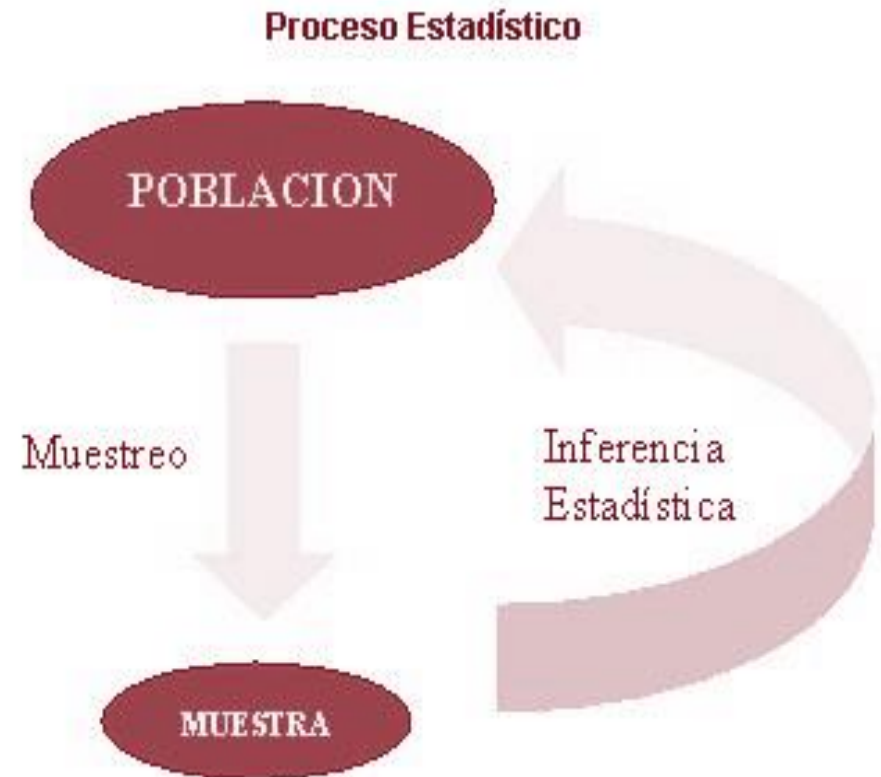 Proceso Estadístico
POBLACION
Muestreo
Inferencia
Estadística
MUESTRA